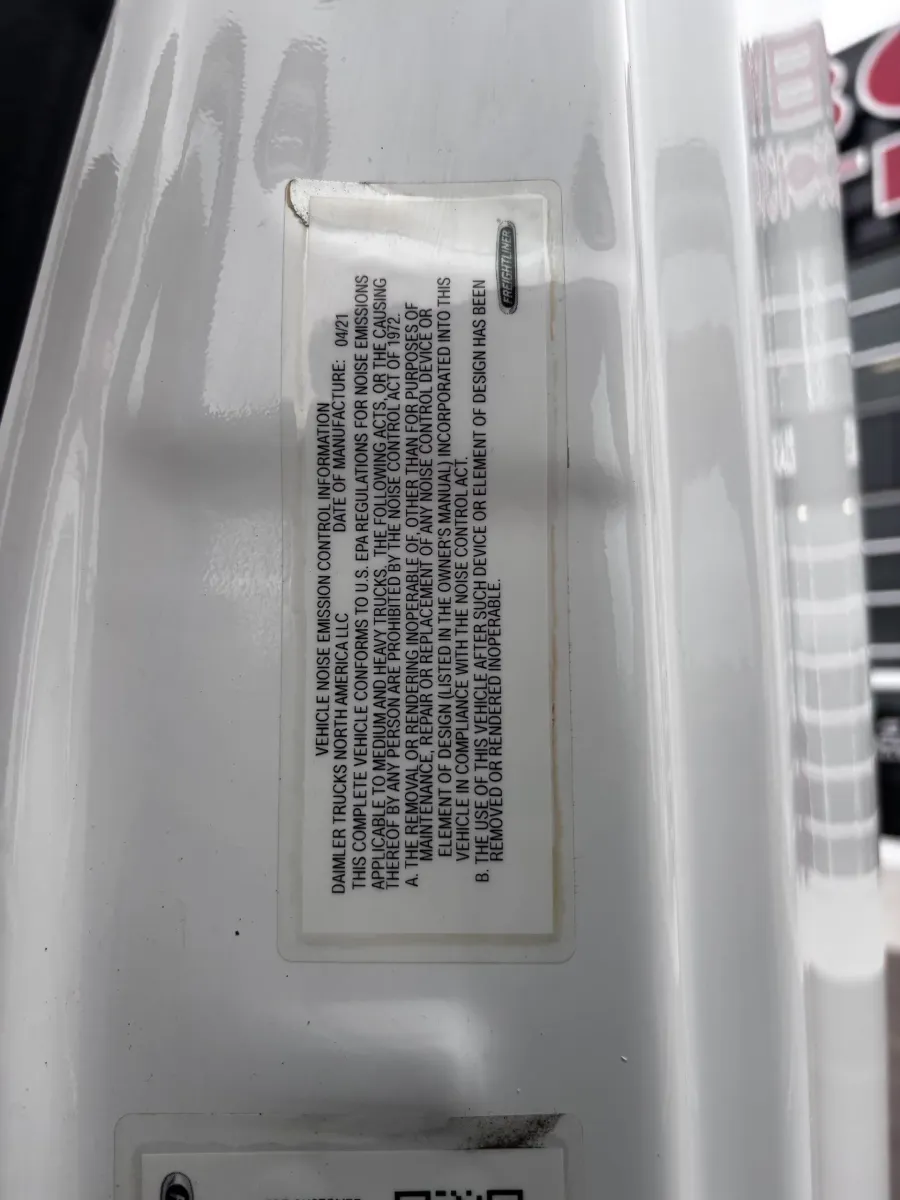 VEHICLE NOISE EMISSION CONTROL INFORMATION
DAIMLER TRUCKS NORTH AMERICA LLC DATE OF MANUFACTURE: 04/21
THIS COMPLETE VEHICLE CONFORMS TO U.S. EPA REGULATIONS FOR NOISE EMISSIONS
APPLICABLE TO MEDIUM AND HEAVY TRUCKS. THE FOLLOWING ACTS, OR THE CAUSING
THEREOF BY ANY PERSON ARE PROHIBITED BY THE NOISE CONTROL ACT OF 1972.
A. THE REMOVAL OR RENDERING INOPERABLE OF, OTHER THAN FOR PURPOSES OF
MAINTENANCE, REPAIR OR REPLACEMENT OF ANY NOISE CONTROL DEVICE OR
ELEMENT OF DESIGN (LISTED IN THE OWNER'S MANUAL) INCORPORATED INTO THIS
VEHICLE IN COMPLIANCE WITH THE NOISE CONTROL ACT.
B. THE USE OF THIS VEHICLE AFTER SUCH DEVICE OR ELEMENT OF DESIGN HAS BEEN
REMOVED OR RENDERED INOPERABLE.
FREIGHTLINER